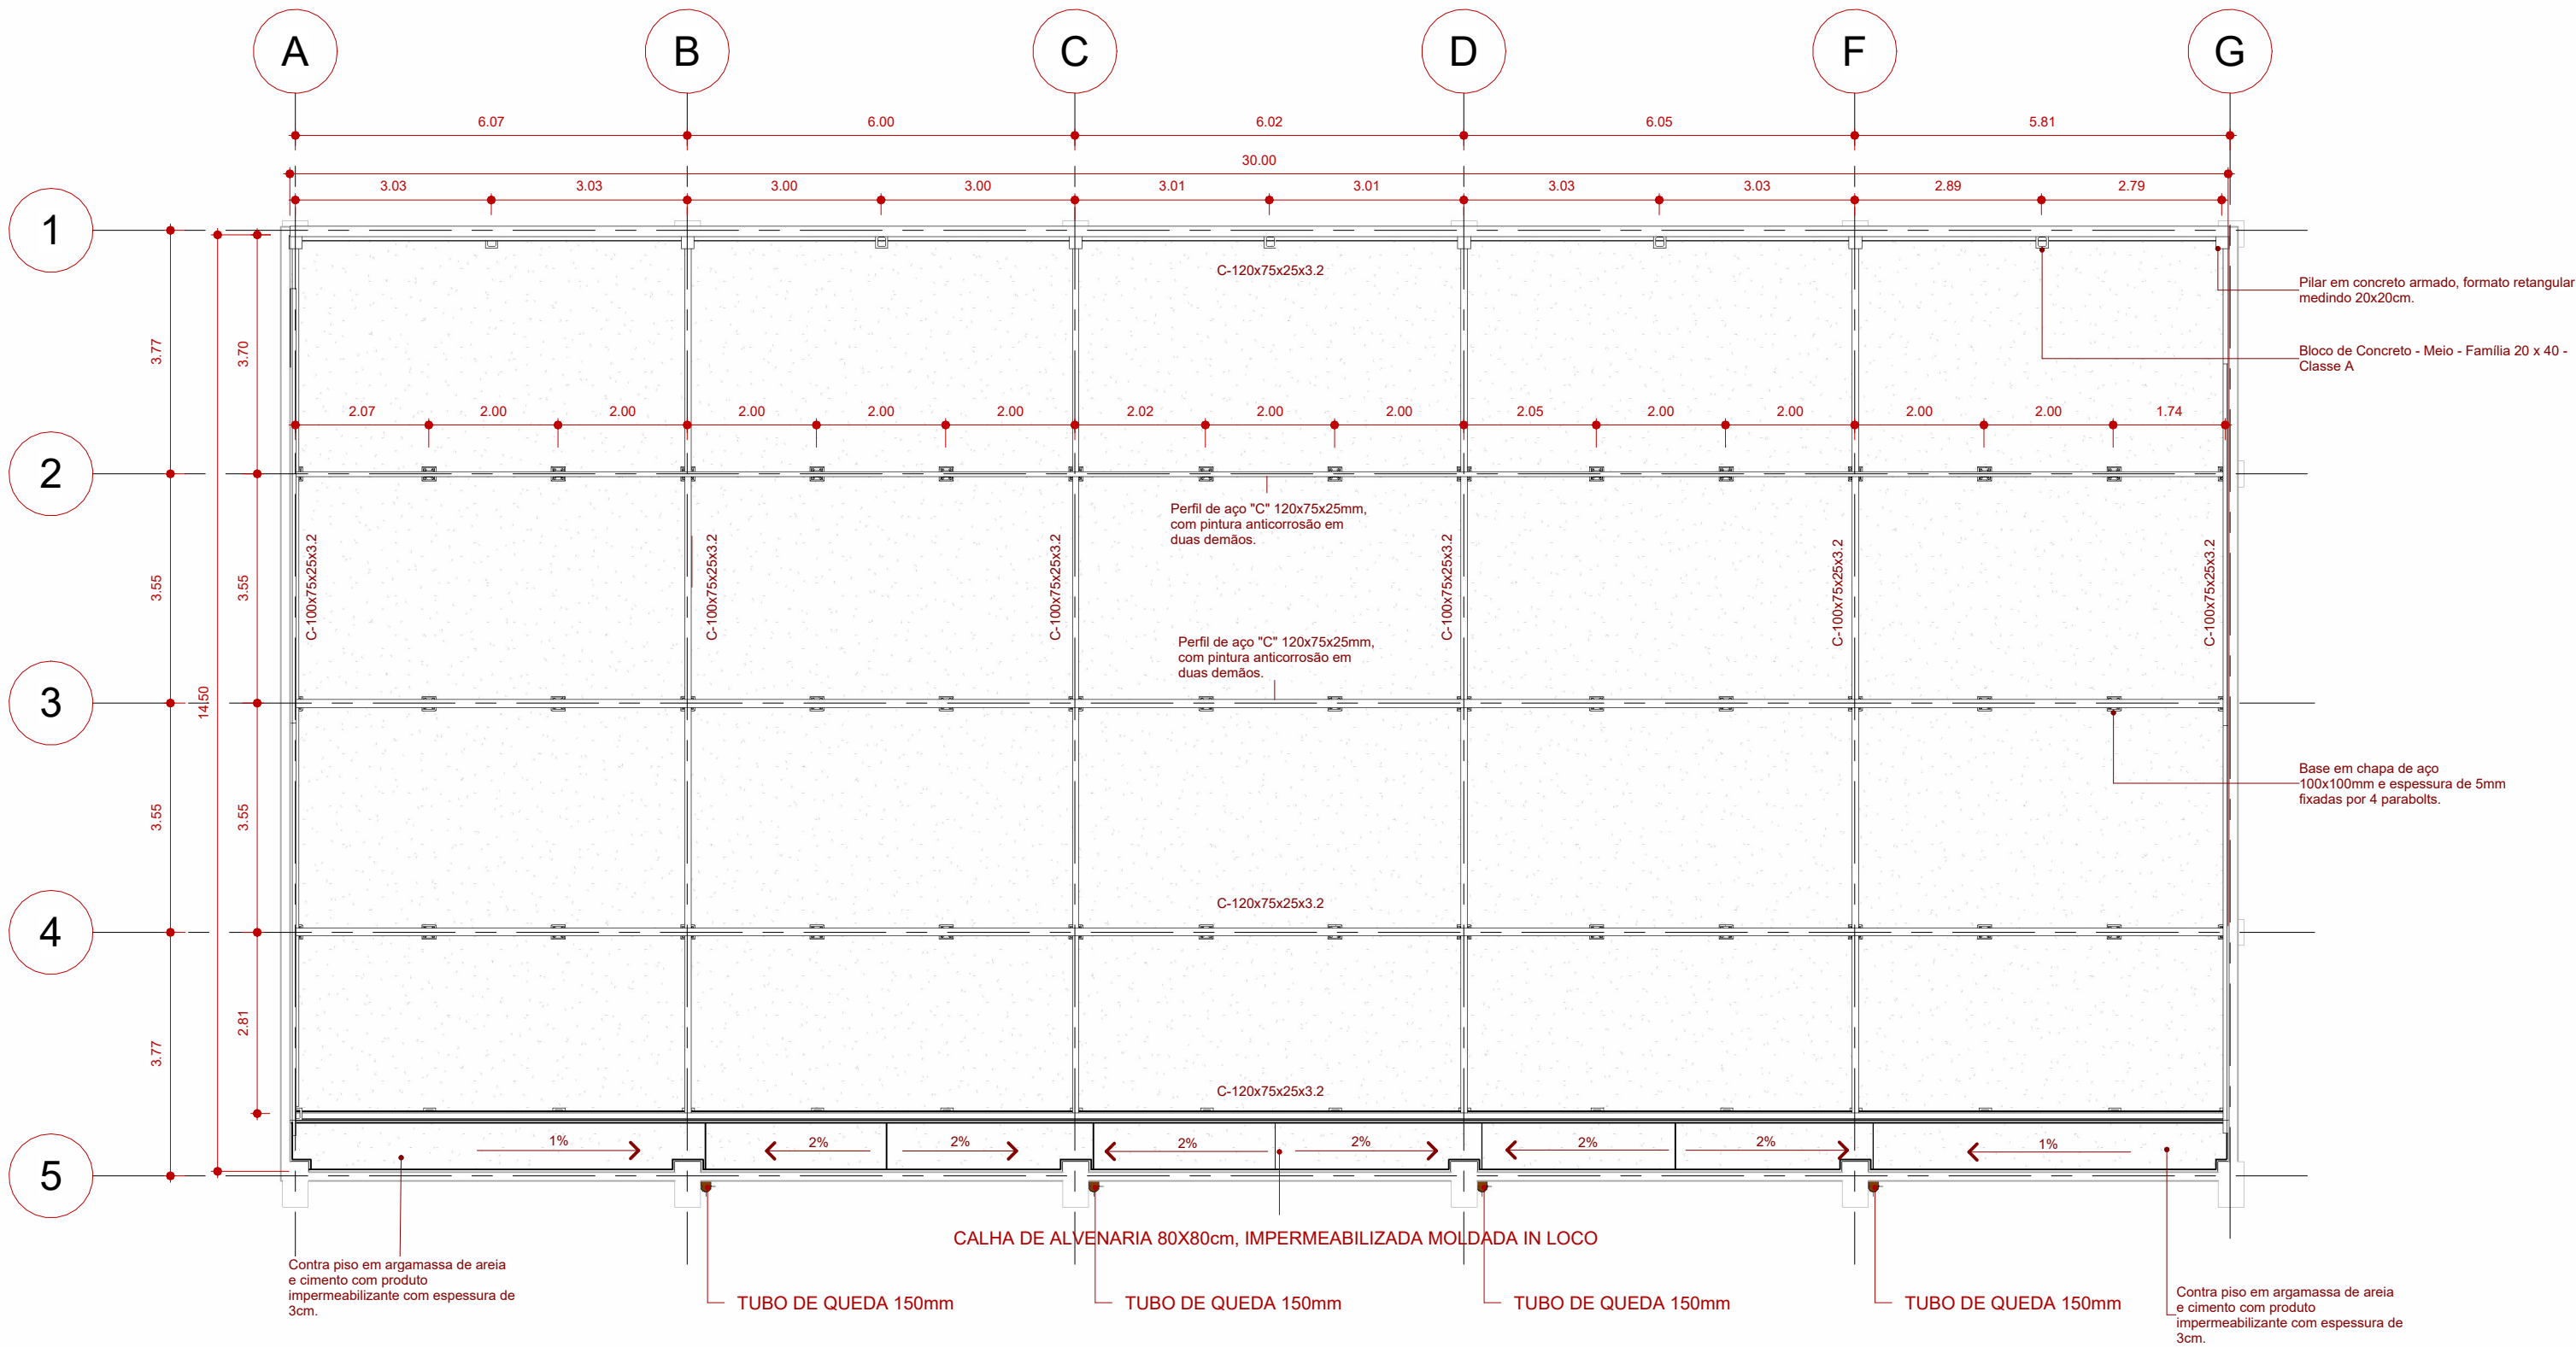 A
B
C
D
F
G
6.07
6.00
6.02
6.05
5.81
30.00
3.03
3.03
3.00
3.00
3.01
3.01
3.03
3.03
2.89
2.79
1
C-120x75x25x3.2
Pilar em concreto armado, formato retangular
medindo 20x20cm.
3.77
3.70
Bloco de Concreto - Meio - Família 20 x 40 -
Classe A
2.07
2.00
2.00
2.00
2.00
2.00
2.02
2.00
2.00
2.05
2.00
2.00
2.00
2.00
1.74
2
Perfil de aço "C" 120x75x25mm,
com pintura anticorrosão em
duas demãos.
3.55
3.55
C-100x75x25x3.2
C-100x75x25x3.2
C-100x75x25x3.2
C-100x75x25x3.2
C-100x75x25x3.2
C-100x75x25x3.2
Perfil de aço "C" 120x75x25mm,
com pintura anticorrosão em
duas demãos.
3
14.50
Base em chapa de aço
100x100mm e espessura de 5mm
fixadas por 4 parabolts.
3.55
3.55
C-120x75x25x3.2
4
3.77
2.81
C-120x75x25x3.2
1%
2%
2%
2%
2%
2%
2%
1%
5
CALHA DE ALVENARIA 80X80cm, IMPERMEABILIZADA MOLDADA IN LOCO
Contra piso em argamassa de areia
e cimento com produto
impermeabilizante com espessura de
3cm.
TUBO DE QUEDA 150mm
TUBO DE QUEDA 150mm
TUBO DE QUEDA 150mm
TUBO DE QUEDA 150mm
Contra piso em argamassa de areia
e cimento com produto
impermeabilizante com espessura de
3cm.